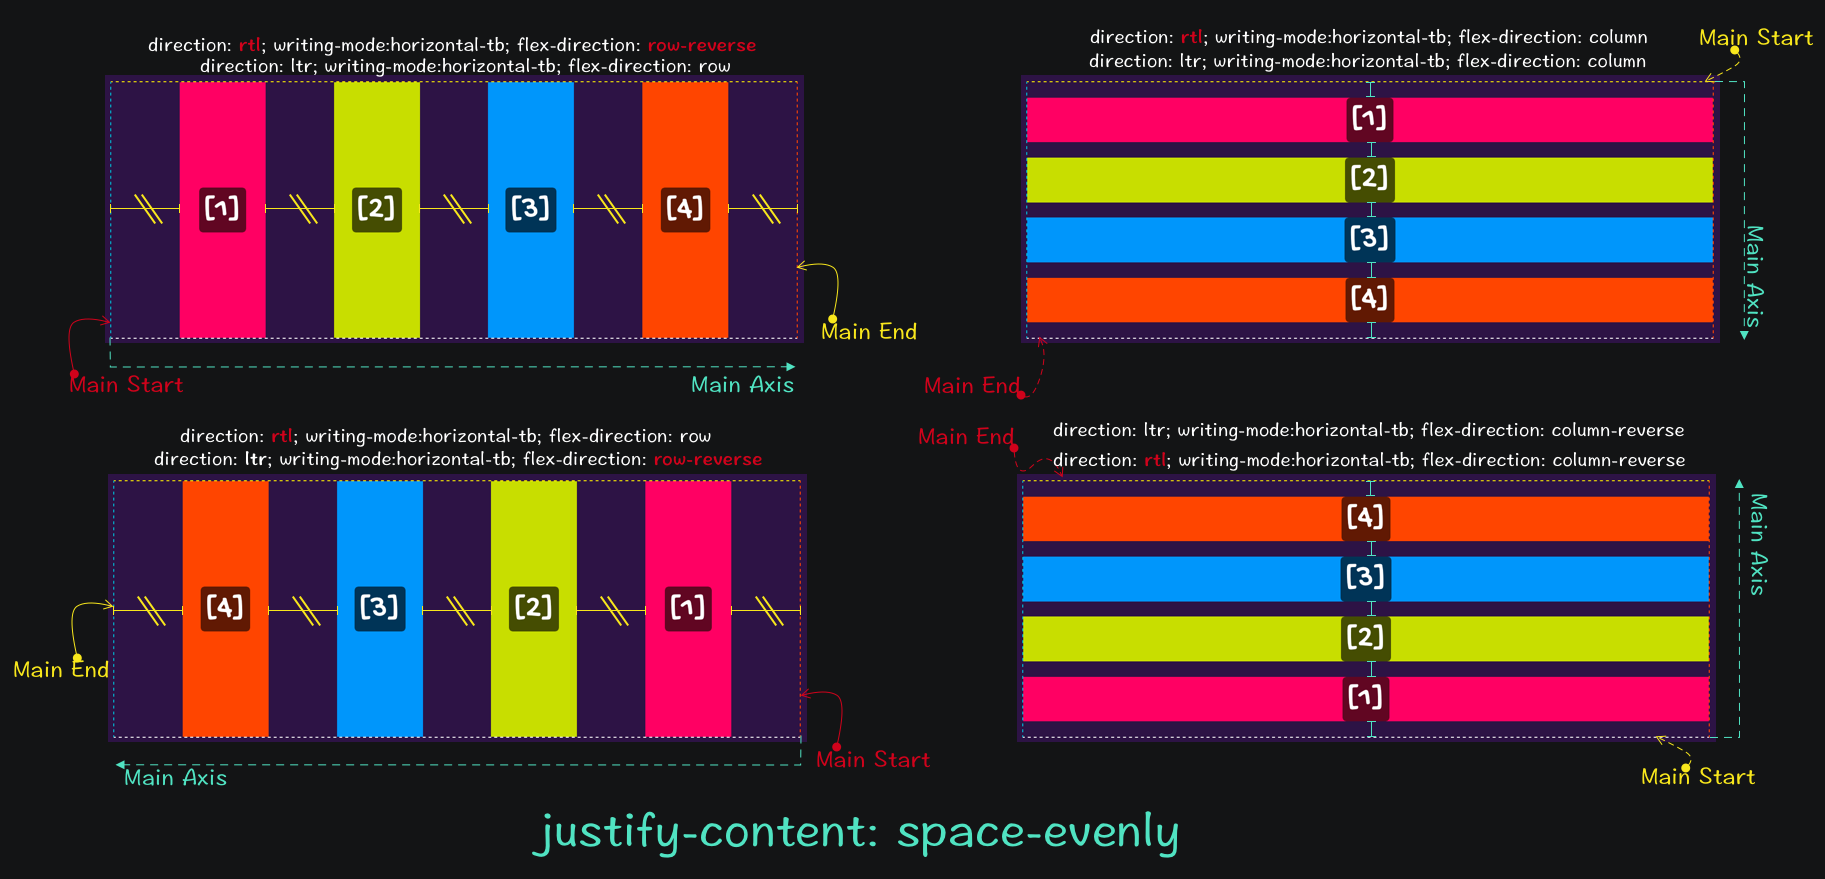 direction: rtl; writing-mode:horizontal-tb; flex-direction: row-reverse
direction: ltr; writing-mode:horizontal-tb; flex-direction: row
[1]
[2]
[3]
[4]
Main End
Main Start
Main Axis
direction: rtl; writing-mode:horizontal-tb; flex-direction: column
direction: ltr; writing-mode:horizontal-tb; flex-direction: column
Main Start
[1]
[2]
[3]
[4]
Main Axis
Main End
direction: rtl; writing-mode:horizontal-tb; flex-direction: row
direction: ltr; writing-mode:horizontal-tb; flex-direction: row-reverse
[4]
[3]
[2]
[1]
Main End
Main Start
Main Axis
Main End
direction: ltr; writing-mode:horizontal-tb; flex-direction: column-reverse
direction: rtl; writing-mode:horizontal-tb; flex-direction: column-reverse
[4]
[3]
[2]
[1]
Main Axis
Main Start
justify-content: space-evenly